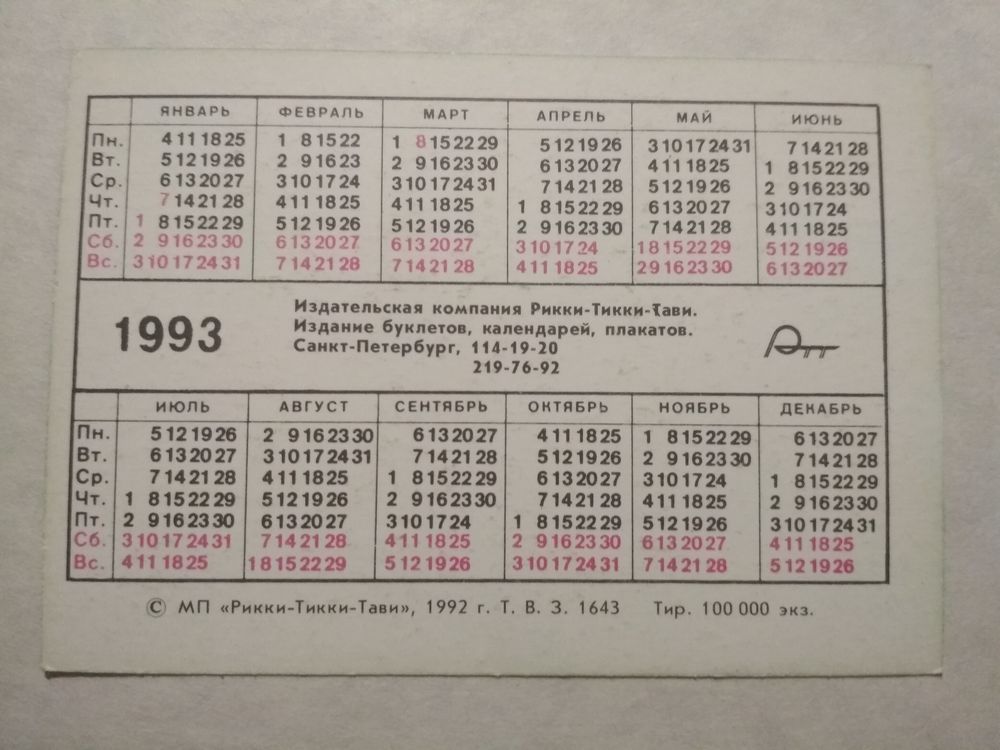 ЯНВАРЬ ФЕВРАЛЬ МАРТ АПРЕЛЬ МАЙ ИЮНЬ
Пн. 4 11 18 25 1 8 15 22 1 8 15 22 29 5 12 19 26 3 10 17 24 31 7 14 21 28
Вт. 5 12 19 26 2 9 16 23 2 9 16 23 30 6 13 20 27 4 11 18 25 1 8 15 22 29
Ср. 6 13 20 27 3 10 17 24 3 10 17 24 31 7 14 21 28 5 12 19 26 2 9 16 23 30
Чт. 7 14 21 28 4 11 18 25 4 11 18 25 1 8 15 22 29 6 13 20 27 3 10 17 24
Пт. 1 8 15 22 29 5 12 19 26 5 12 19 26 2 9 16 23 30 7 14 21 28 4 11 18 25
Сб. 2 9 16 23 30 6 13 20 27 6 13 20 27 3 10 17 24 1 8 15 22 29 5 12 19 26
Вс. 3 10 17 24 31 7 14 21 28 7 14 21 28 4 11 18 25 2 9 16 23 30 6 13 20 27
1993
Издательская компания Рикки-Тикки-Тави.
Издание буклетов, календарей, плакатов.
Санкт-Петербург, 114-19-20
219-76-92
ИЮЛЬ АВГУСТ СЕНТЯБРЬ ОКТЯБРЬ НОЯБРЬ ДЕКАБРЬ
Пн. 5 12 19 26 2 9 16 23 30 6 13 20 27 4 11 18 25 1 8 15 22 29 6 13 20 27
Вт. 6 13 20 27 3 10 17 24 31 7 14 21 28 5 12 19 26 2 9 16 23 30 7 14 21 28
Ср. 7 14 21 28 4 11 18 25 1 8 15 22 29 6 13 20 27 3 10 17 24 1 8 15 22 29
Чт. 1 8 15 22 29 5 12 19 26 2 9 16 23 30 7 14 21 28 4 11 18 25 2 9 16 23 30
Пт. 2 9 16 23 30 6 13 20 27 3 10 17 24 1 8 15 22 29 5 12 19 26 3 10 17 24 31
Сб. 3 10 17 24 31 7 14 21 28 4 11 18 25 2 9 16 23 30 6 13 20 27 4 11 18 25
Вс. 4 11 18 25 1 8 15 22 29 5 12 19 26 3 10 17 24 31 7 14 21 28 5 12 19 26
© МП «Рикки-Тикки-Тави», 1992 г. Т. В. З. 1643 Тир. 100 000 экз.